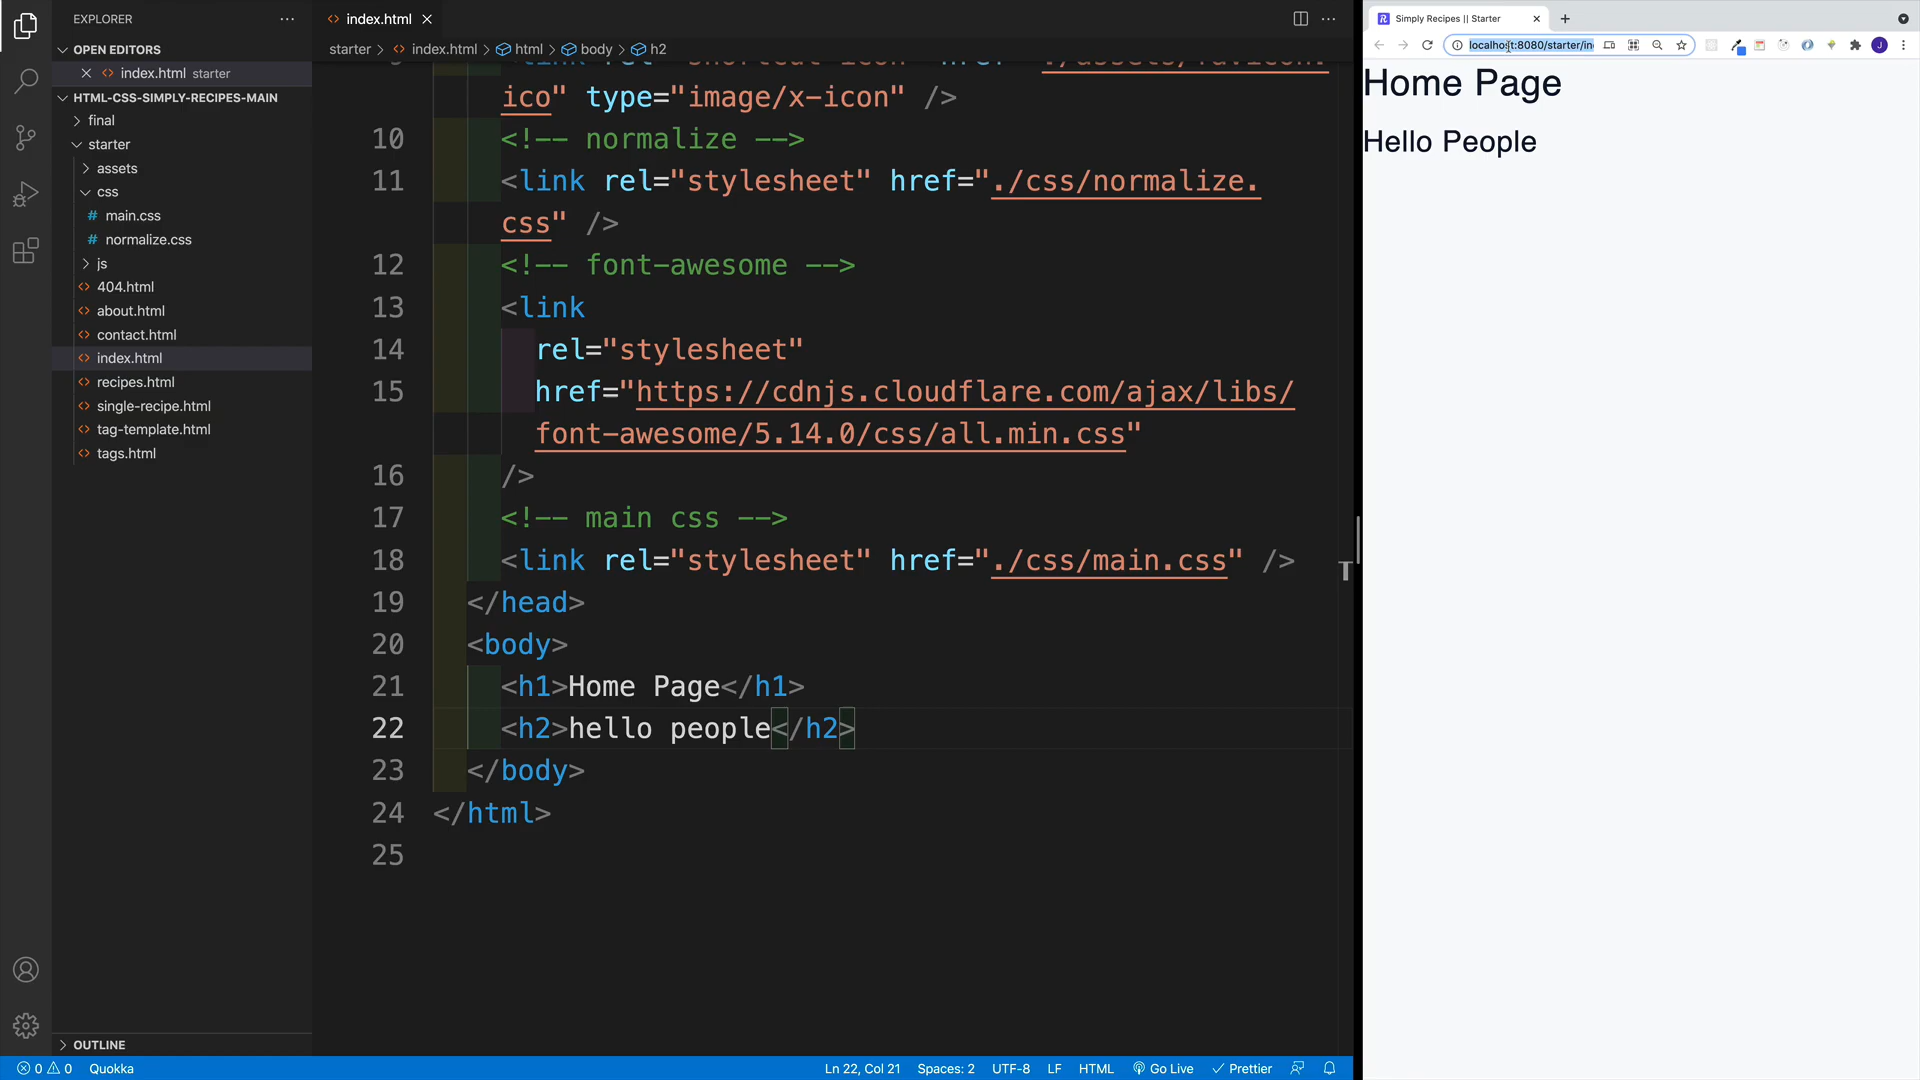 EXPLORER
OPEN EDITORS
index.html starter
HTML-CSS-SIMPLY-RECIPES-MAIN
final
starter
assets
css
# main.css
# normalize.css
js
404.html
about.html
contact.html
index.html
recipes.html
single-recipe.html
tag-template.html
tags.html
OUTLINE
index.html
starter > index.html > html > body > h2
ico" type="image/x-icon" />
10 <!-- normalize -->
11 <link rel="stylesheet" href="./css/normalize.
css" />
12 <!-- font-awesome -->
13 <link
14 rel="stylesheet"
15 href="https://cdnjs.cloudflare.com/ajax/libs/
font-awesome/5.14.0/css/all.min.css"
16 />
17 <!-- main css -->
18 <link rel="stylesheet" href="./css/main.css" />
19 </head>
20 <body>
21 <h1>Home Page</h1>
22 <h2>hello people</h2>
23 </body>
24 </html>
25
0 0 Quokka
Ln 22, Col 21 Spaces: 2 UTF-8 LF HTML Go Live Prettier
Simply Recipes || Starter
localhost:8080/starter/in
J
Home Page
Hello People